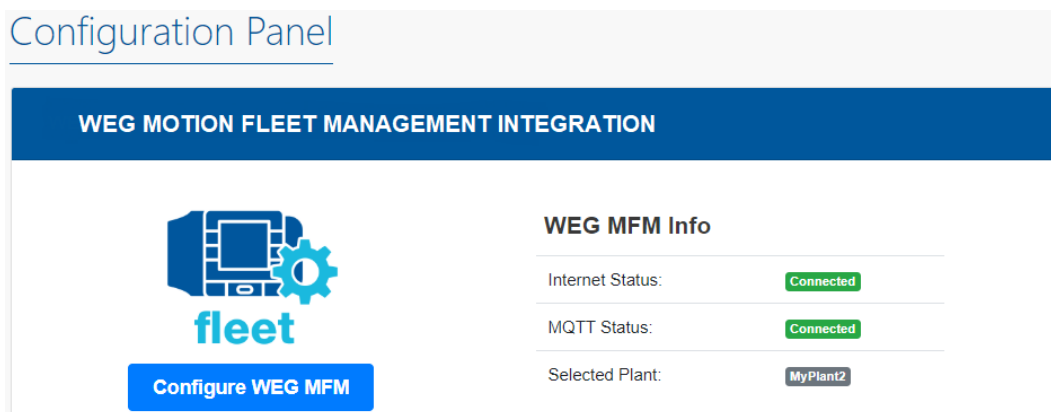 Configuration Panel
WEG MOTION FLEET MANAGEMENT INTEGRATION
fleet
Configure WEG MFM
WEG MFM Info
Internet Status: Connected
MQTT Status: Connected
Selected Plant: MyPlant2